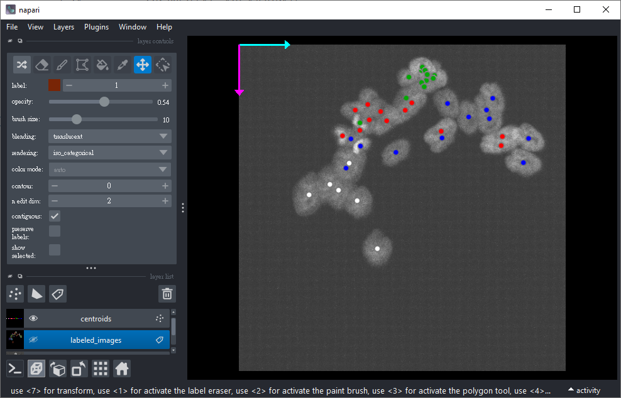 napari
File View Layers Plugins Window Help
layer controls
label: 1
opacity: 0.54
brush size: 10
blending: translucent
rendering: iso_categorical
color mode: auto
contour: 0
n edit dim: 2
contiguous:
preserve
labels:
show
selected:
layer list
centroids
labeled_images
use <7> for transform, use <1> for activate the label eraser, use <2> for activate the paint brush, use <3> for activate the polygon tool, use <4>... activity